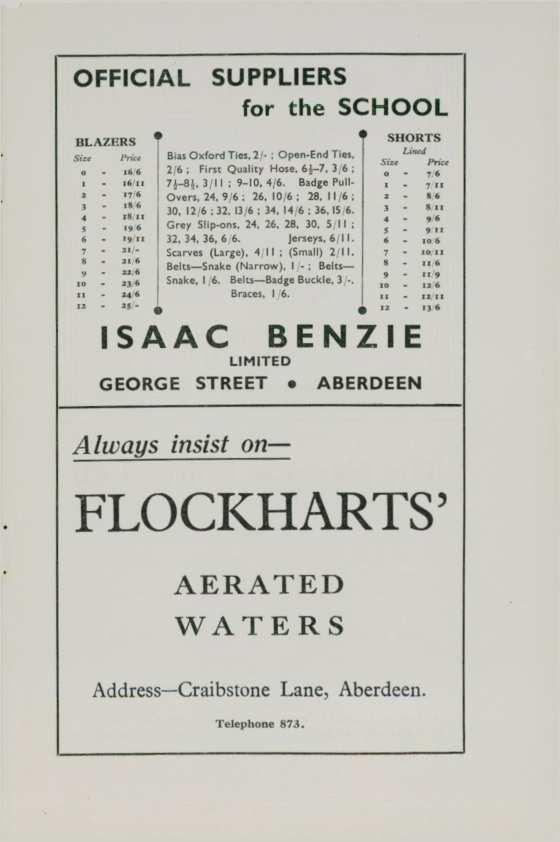 OFFICIAL SUPPLIERS
for the SCHOOL
BLAZERS
Size Price
0 - 16/6
1 - 16/11
2 - 17/6
3 - 18/6
4 - 18/11
5 - 19/6
6 - 19/11
7 - 21/-
8 - 21/6
9 - 22/6
10 - 23/6
11 - 24/6
12 - 25/-
Bias Oxford Ties, 2/- ; Open-End Ties,
2/6 ; First Quality Hose, 6½-7, 3/6 ;
7½-8½, 3/11 ; 9-10, 4/6. Badge Pull-
Overs, 24, 9/6 ; 26, 10/6 ; 28, 11/6 ;
30, 12/6 ; 32, 13/6 ; 34, 14/6 ; 36, 15/6.
Grey Slip-ons, 24, 26, 28, 30, 5/11 ;
32, 34, 36, 6/6. Jerseys, 6/11.
Scarves (Large), 4/11 ; (Small) 2/11.
Belts—Snake (Narrow), 1/- ; Belts—
Snake, 1/6. Belts—Badge Buckle, 3/-.
Braces, 1/6.
SHORTS
Lined
Size Price
0 - 7/6
1 - 7/11
2 - 8/6
3 - 8/11
4 - 9/6
5 - 9/11
6 - 10/6
7 - 10/11
8 - 11/6
9 - 11/9
10 - 12/6
11 - 12/11
12 - 13/6
ISAAC BENZIE
LIMITED
GEORGE STREET • ABERDEEN
Always insist on—
FLOCKHARTS'
AERATED
WATERS
Address—Craibstone Lane, Aberdeen.
Telephone 873.